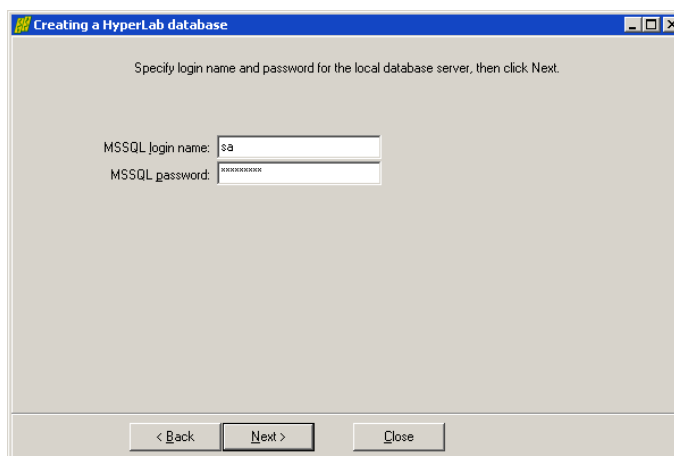 Creating a HyperLab database
Specify login name and password for the local database server, then click Next.
MSSQL login name: sa
MSSQL password: *********
< Back Next > Close